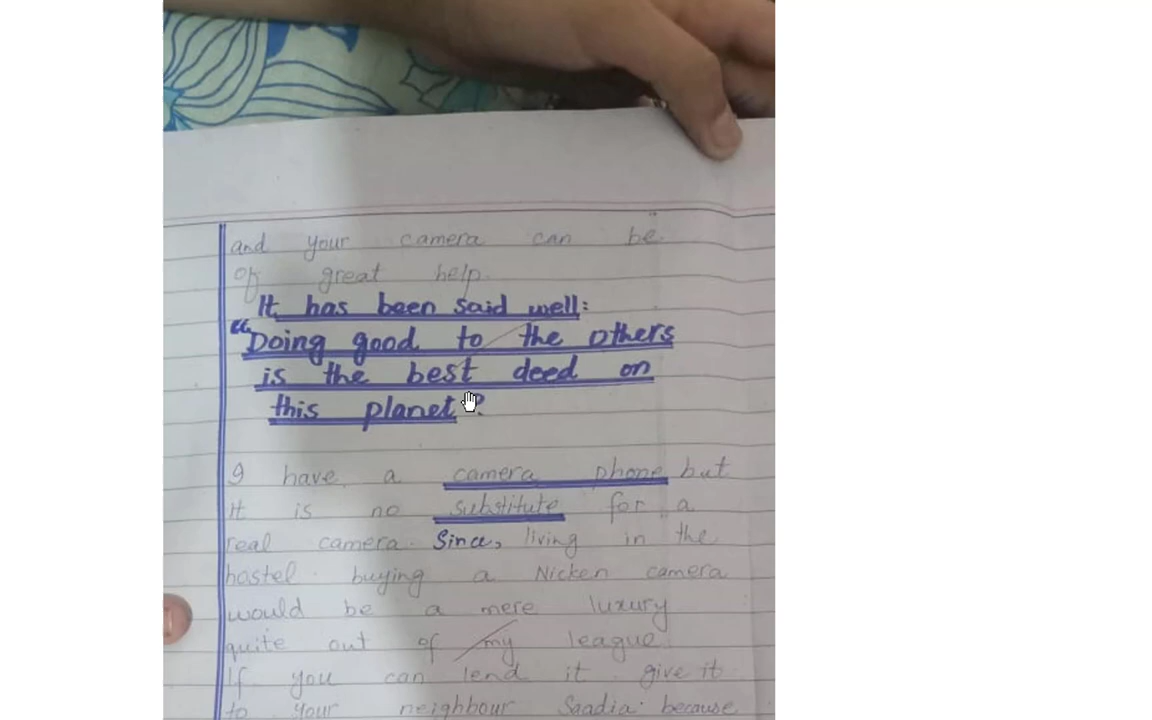 and your camera can be
of great help.
It has been said well:
"Doing good to the others
is the best deed on
this planet"
I have a camera phone but
it is no substitute for a
real camera. Since, living in the
hostel. buying a Nicken camera
would be a mere luxury
quite out of my league.
If you can lend it give it
to your neighbour Saadia because